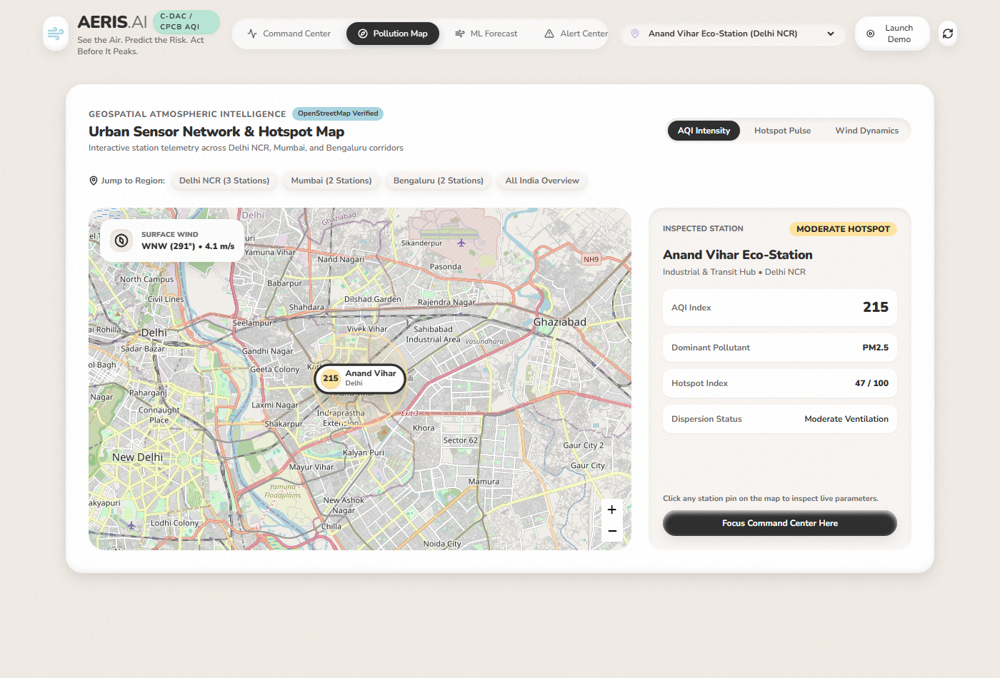 AERIS.AI
C-DAC /
CPCB AQI
See the Air. Predict the Risk. Act
Before It Peaks.
Command Center
Pollution Map
ML Forecast
Alert Center
Anand Vihar Eco-Station (Delhi NCR)
Launch
Demo
GEOSPATIAL ATMOSPHERIC INTELLIGENCE
OpenStreetMap Verified
Urban Sensor Network & Hotspot Map
Interactive station telemetry across Delhi NCR, Mumbai, and Bengaluru corridors
AQI Intensity
Hotspot Pulse
Wind Dynamics
Jump to Region:
Delhi NCR (3 Stations)
Mumbai (2 Stations)
Bengaluru (2 Stations)
All India Overview
SURFACE WIND
WNW (291°) • 4.1 m/s
Delhi
Ghaziabad
Sikanderpur
Yamuna Vihar
Nand Nagari
Pasonda
NH9
North Campus
Babarpur
Civil Lines
Shahdara
Dilshad Garden
Rajendra Nagar
Seelampur
Ghaziabad
Delhi
ai Rohilla
Vivek Vihar
Sahibabad
Industrial Area
Vasundhara
Sadar Bazar
Gandhi Nagar
ol Bagh
Geeta Colony
215
Anand Vihar
Delhi
Nagar
Paharganj
Laxmi Nagar
Connaught
Place
Indraprastha
Extension
Exit 3
Shakarpur
Khora
Sector 62
Gaur City 2
New Delhi
Kalyan Puri
Mayur Vihar
Gaur City
Yamuna
Floodplains
Mamura
akyapuri
New Ashok
Nagar
Lodhi Colony
Chilla
Noida City
+
−
INSPECTED STATION
MODERATE HOTSPOT
Anand Vihar Eco-Station
Industrial & Transit Hub • Delhi NCR
AQI Index
215
Dominant Pollutant
PM2.5
Hotspot Index
47 / 100
Dispersion Status
Moderate Ventilation
Click any station pin on the map to inspect live parameters.
Focus Command Center Here